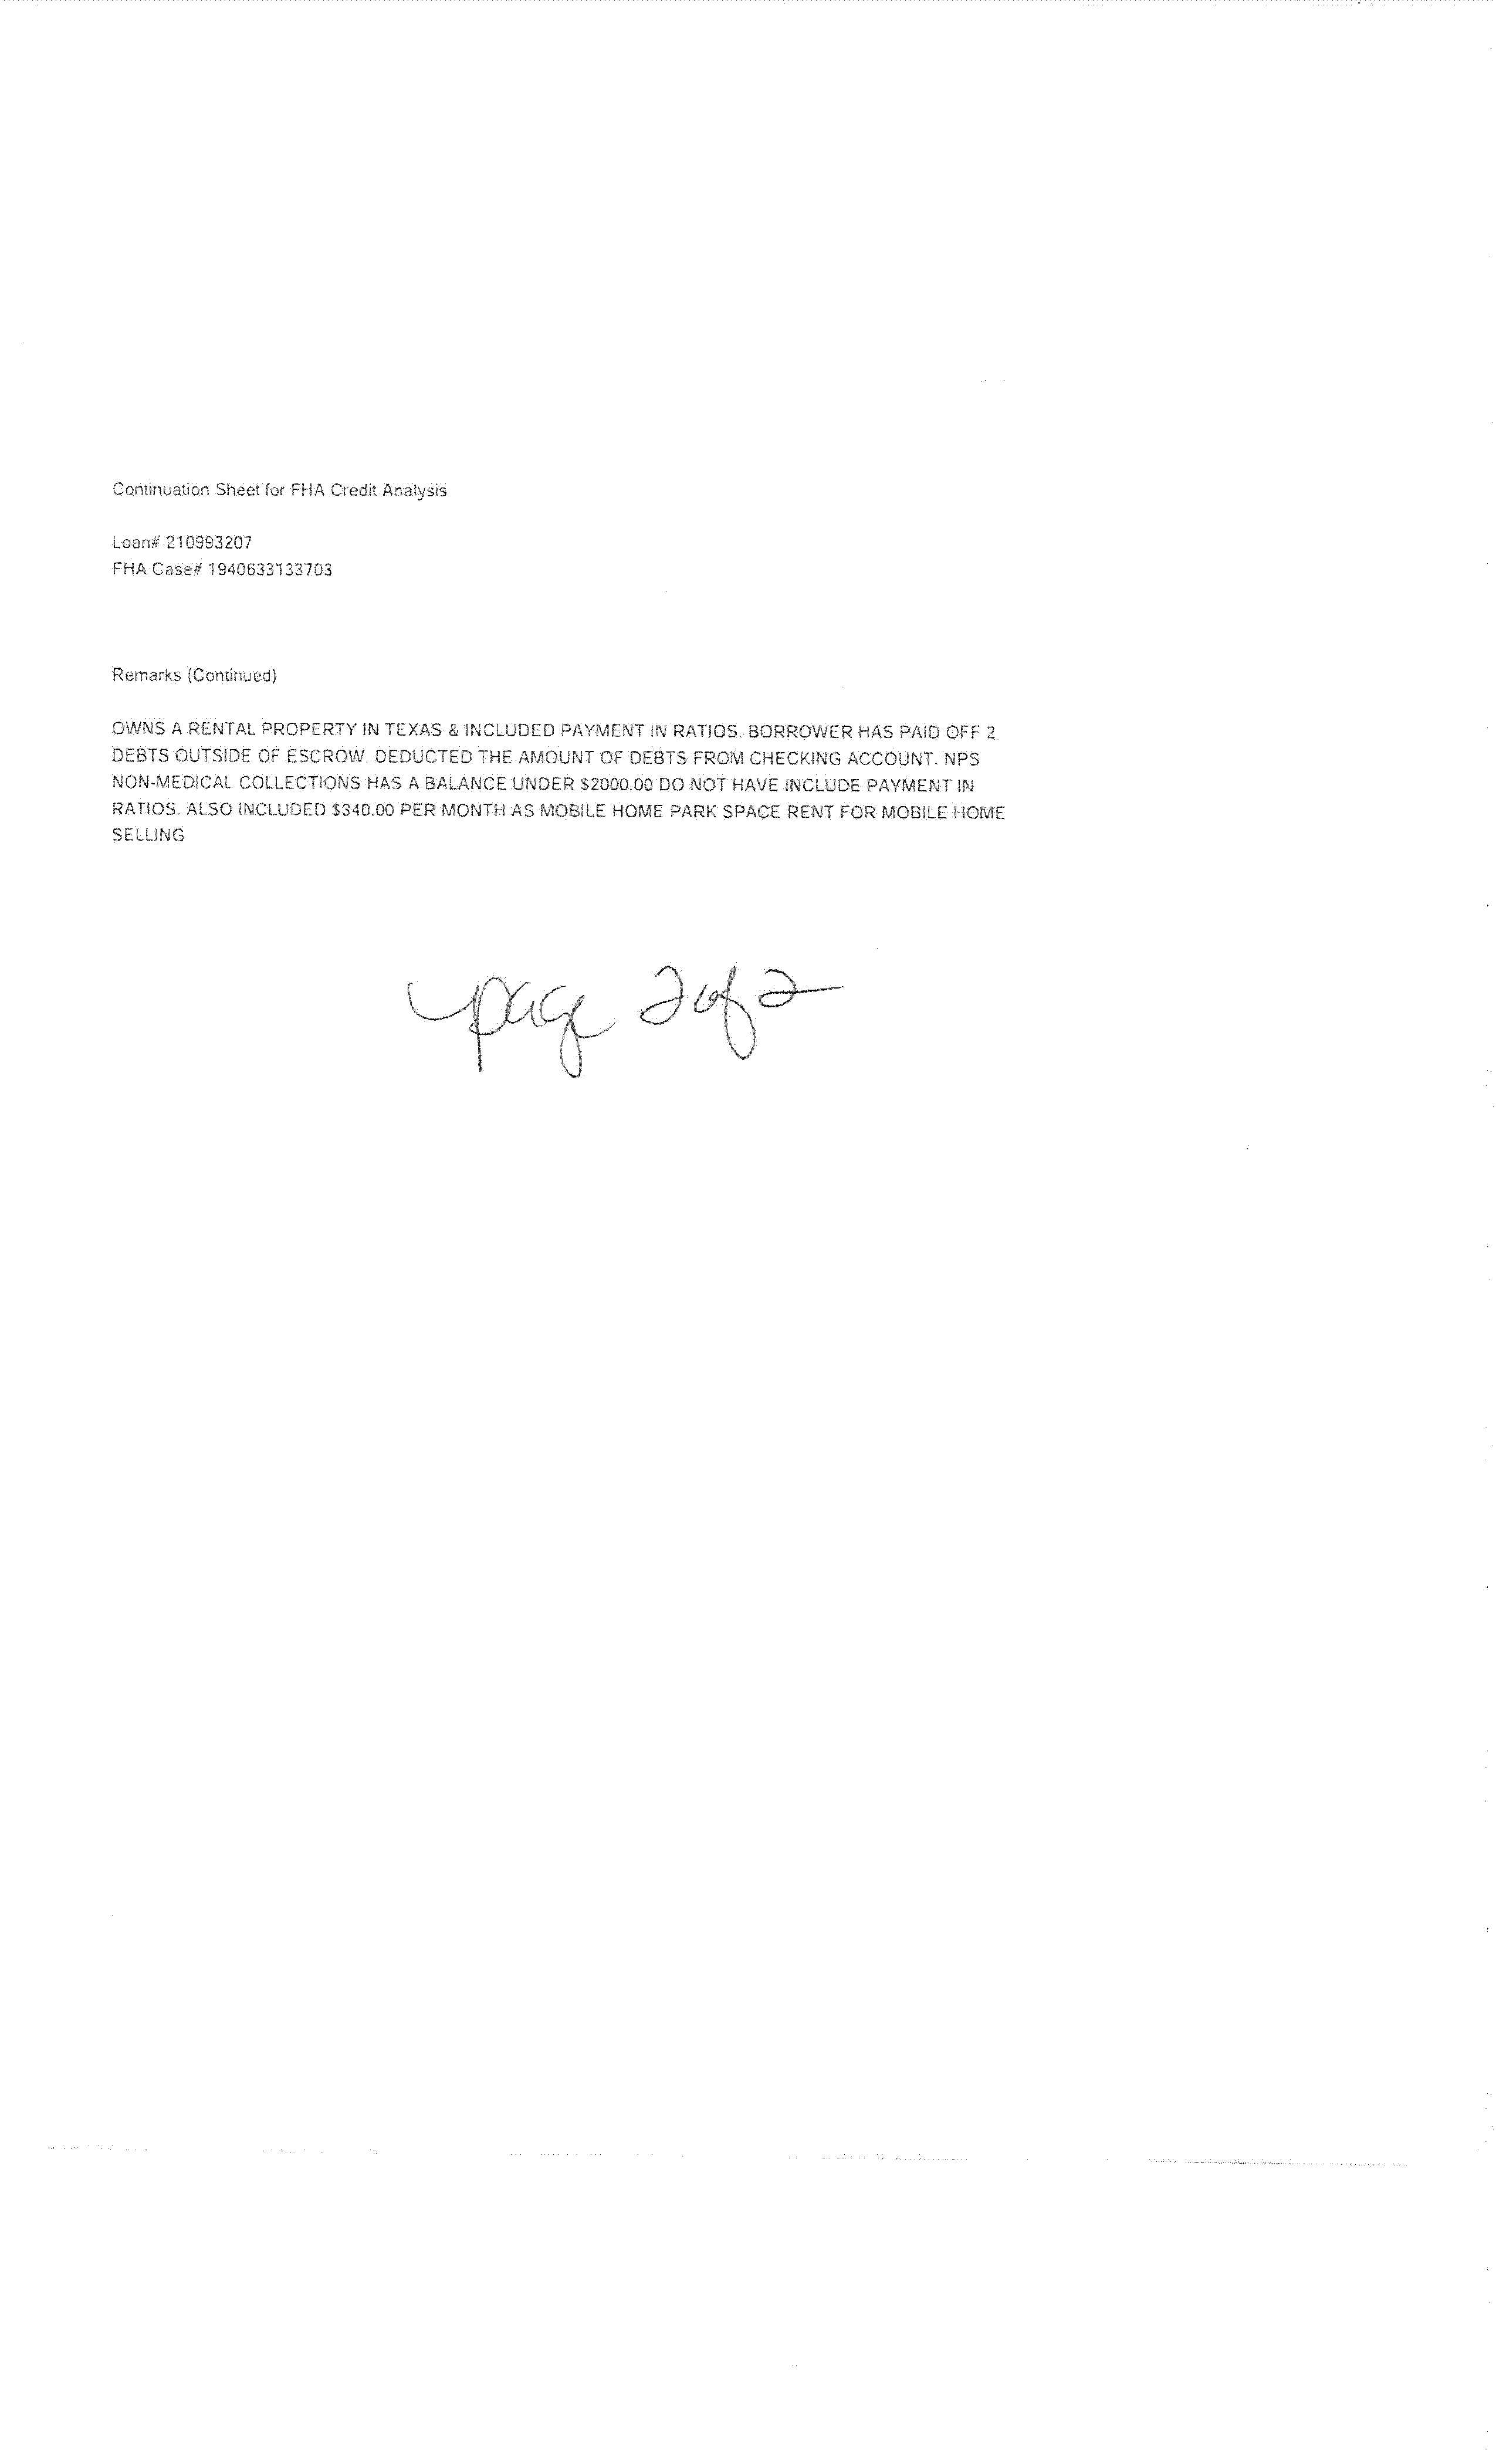 Continuation Sheet for FHA Credit Analysis
Loan# 210993207
FHA Case# 1940633133703
Remarks (Continued)
OWNS A RENTAL PROPERTY IN TEXAS & INCLUDED PAYMENT IN RATIOS. BORROWER HAS PAID OFF 2
DEBTS OUTSIDE OF ESCROW. DEDUCTED THE AMOUNT OF DEBTS FROM CHECKING ACCOUNT. NPS
NON-MEDICAL COLLECTIONS HAS A BALANCE UNDER $2000.00 DO NOT HAVE INCLUDE PAYMENT IN
RATIOS. ALSO INCLUDED $340.00 PER MONTH AS MOBILE HOME PARK SPACE RENT FOR MOBILE HOME
SELLING
page 2 of 2